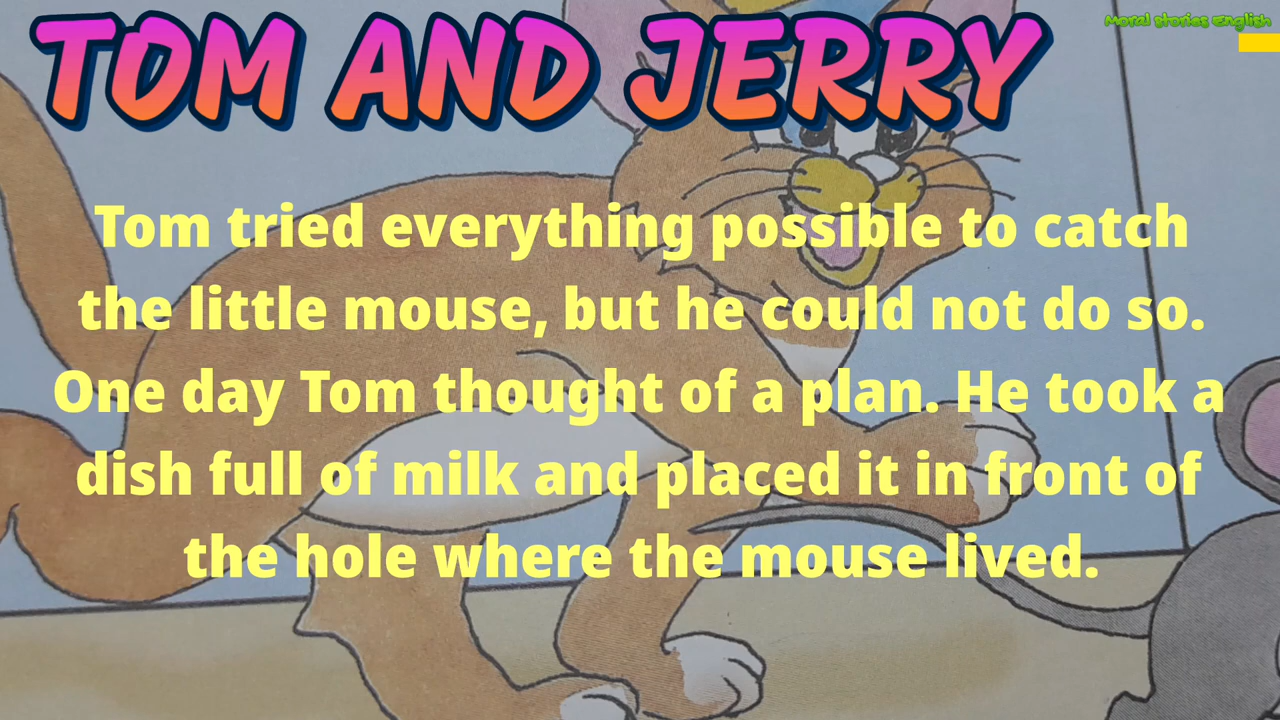 TOM AND JERRY
Moral stories English
Tom tried everything possible to catch
the little mouse, but he could not do so.
One day Tom thought of a plan. He took a
dish full of milk and placed it in front of
the hole where the mouse lived.